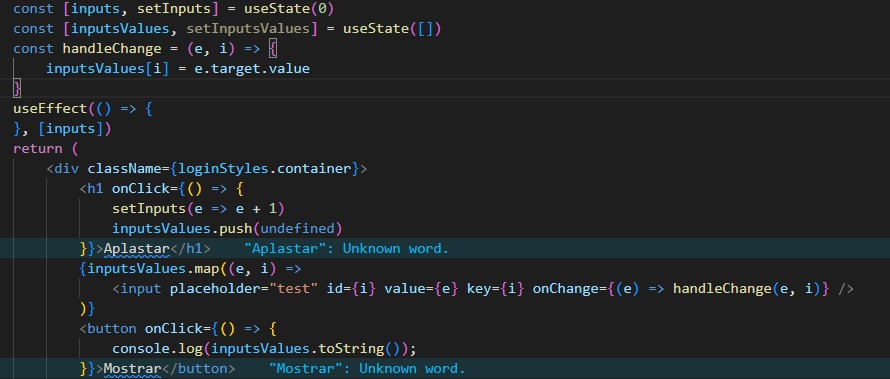 const [inputs, setInputs] = useState(0)
const [inputsValues, setInputsValues] = useState([])
const handleChange = (e, i) => {
inputsValues[i] = e.target.value
}
useEffect(() => {
}, [inputs])
return (
<div className={loginStyles.container}>
<h1 onClick={() => {
setInputs(e => e + 1)
inputsValues.push(undefined)
}}>Aplastar</h1> "Aplastar": Unknown word.
{inputsValues.map((e, i) =>
<input placeholder="test" id={i} value={e} key={i} onChange={(e) => handleChange(e, i)} />
)}
<button onClick={() => {
console.log(inputsValues.toString());
}}>Mostrar</button> "Mostrar": Unknown word.